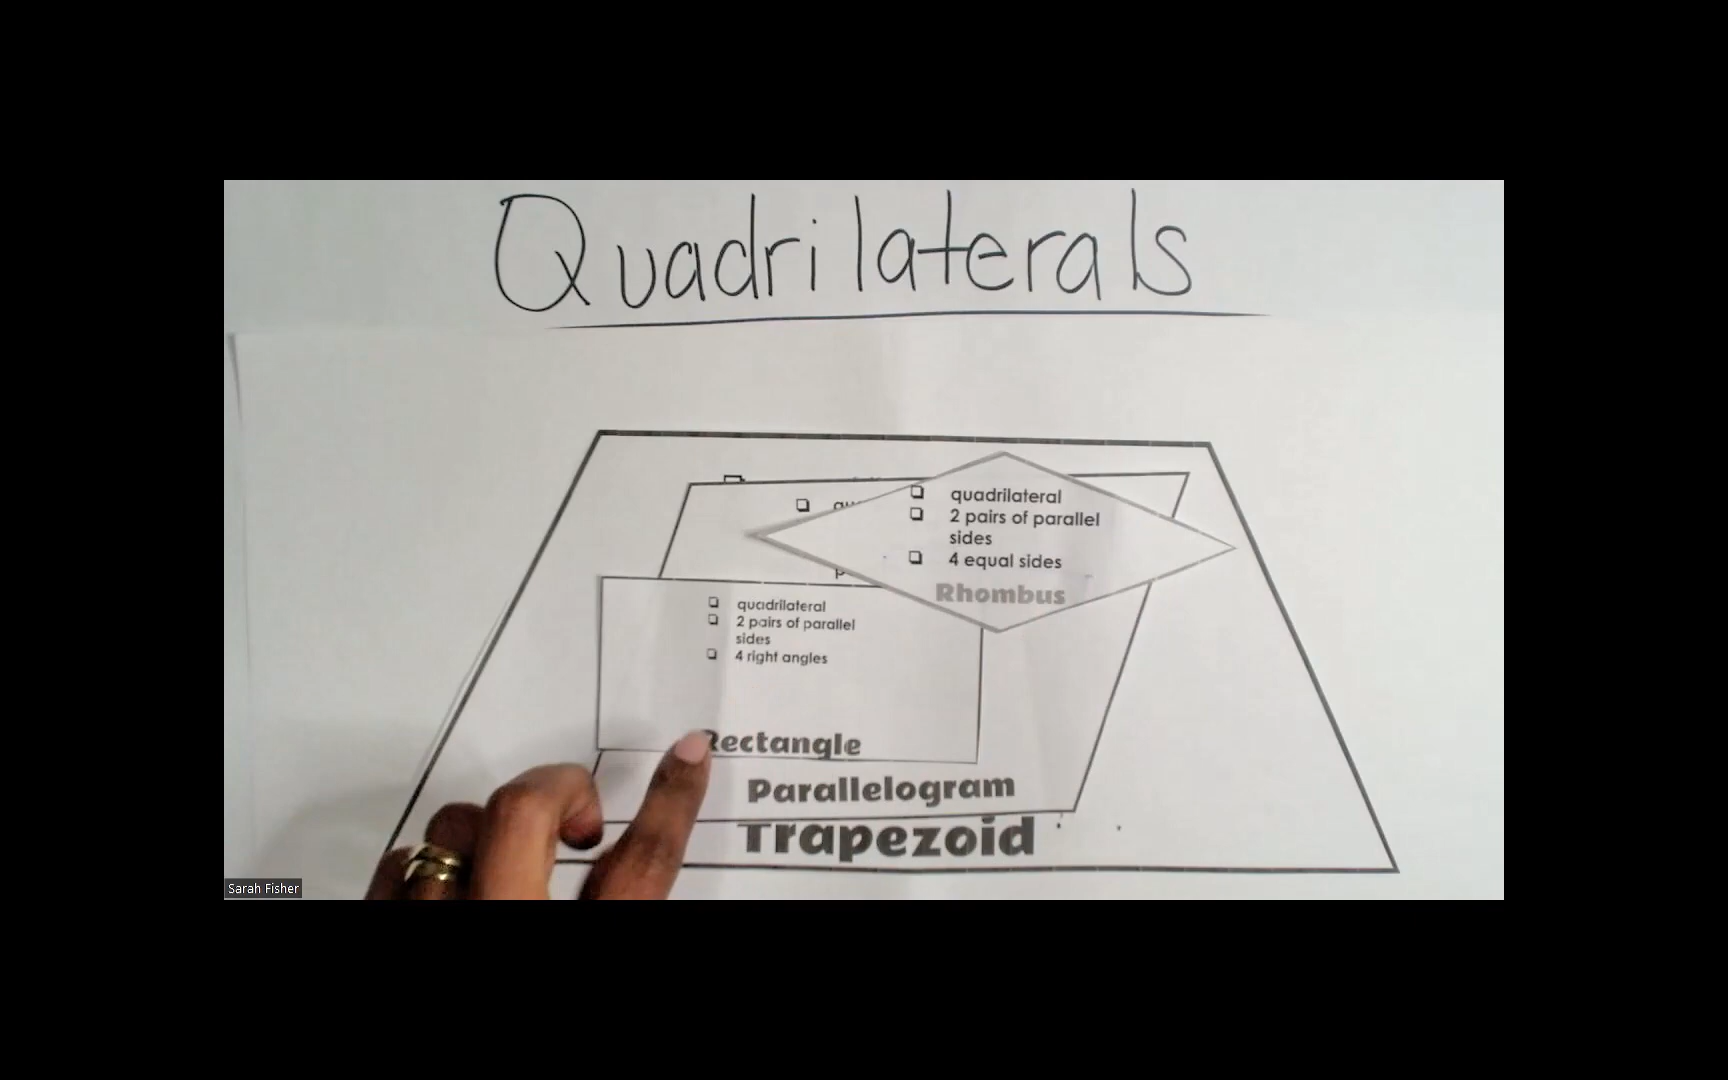 Quadrilaterals
quadrilateral
2 pairs of parallel
sides
4 equal sides
Rhombus
quadrilateral
2 pairs of parallel
sides
4 right angles
Rectangle
Parallelogram
Trapezoid
Sarah Fisher